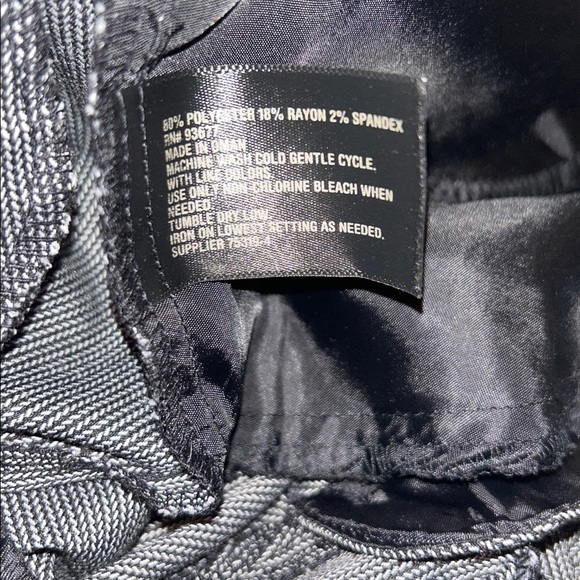 80% POLYESTER 18% RAYON 2% SPANDEX
RN# 93677
MADE IN OMAN
MACHINE WASH COLD GENTLE CYCLE.
WITH LIKE COLORS.
USE ONLY NON-CHLORINE BLEACH WHEN
NEEDED
TUMBLE DRY LOW.
IRON ON LOWEST SETTING AS NEEDED.
SUPPLIER 75319-4